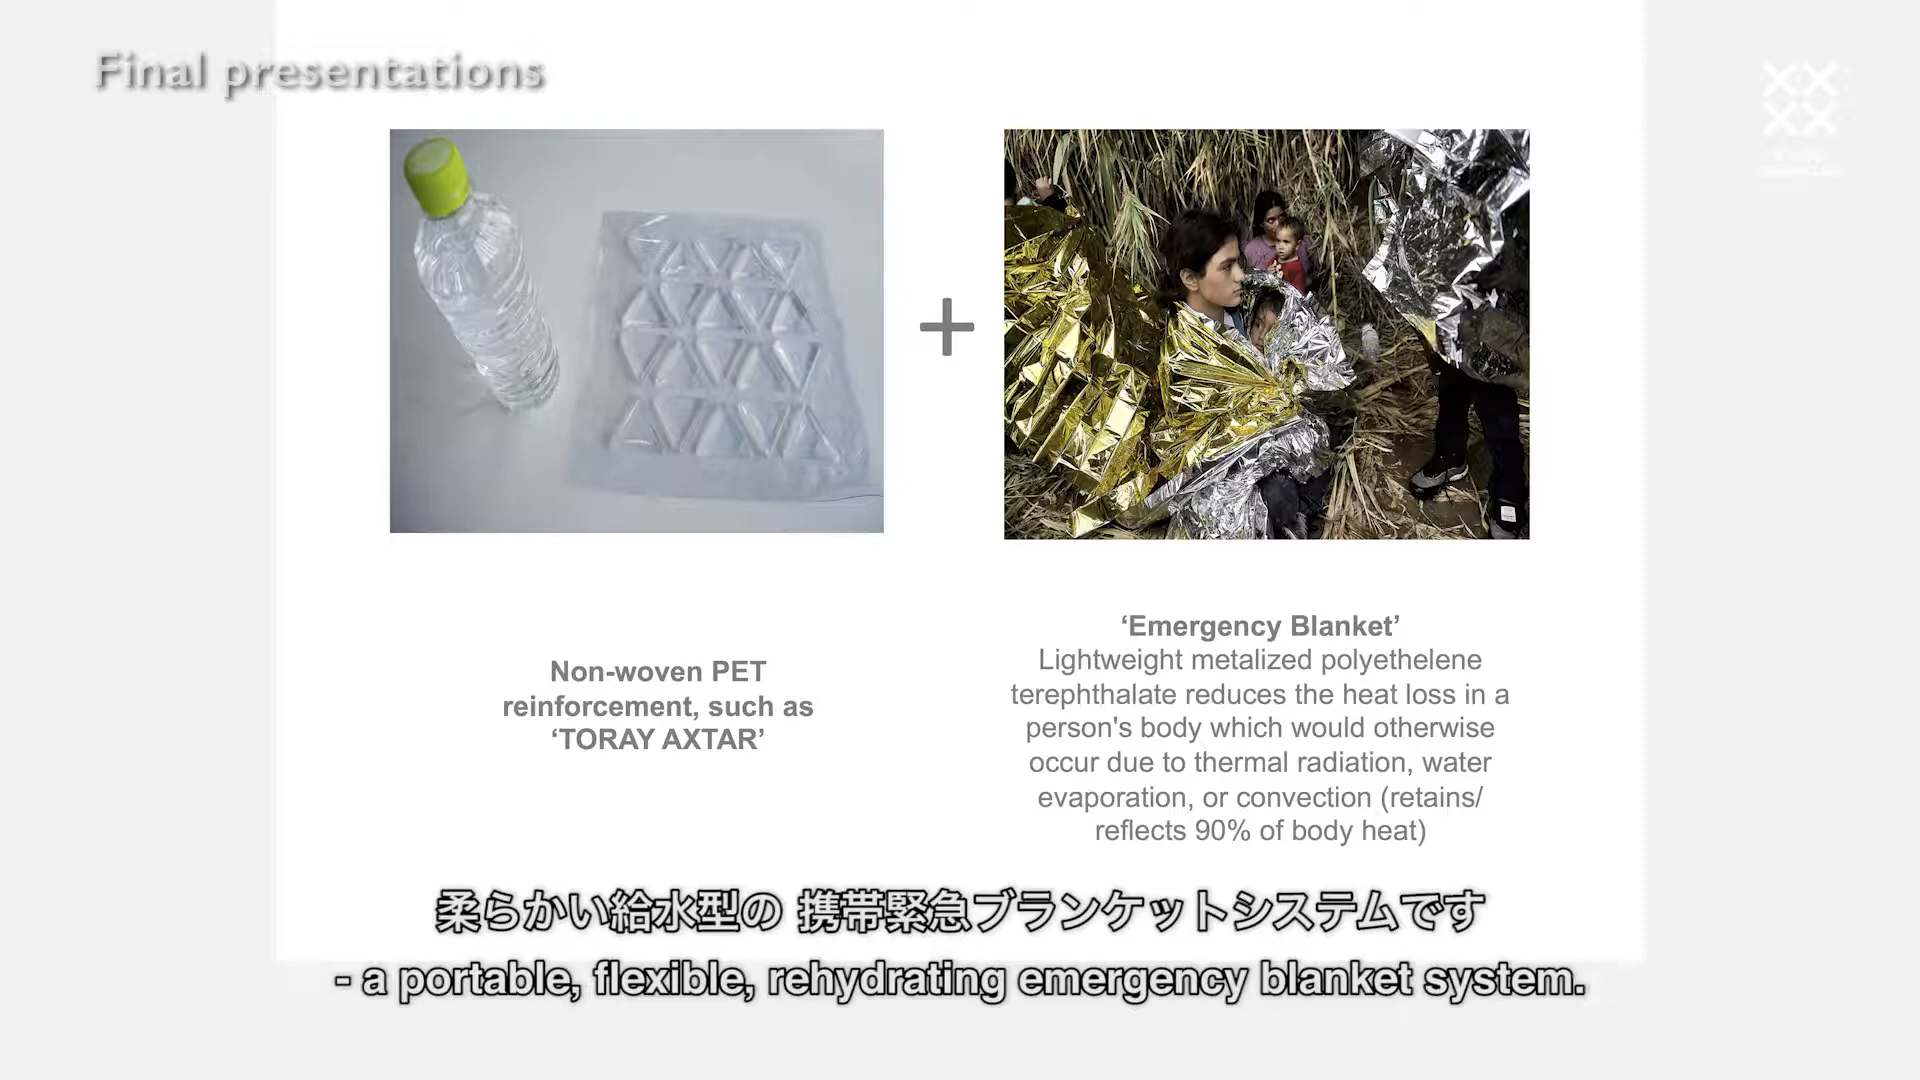 Final presentations
Non-woven PET
reinforcement, such as
‘TORAY AXTAR’
‘Emergency Blanket’
Lightweight metalized polyethelene
terephthalate reduces the heat loss in a
person's body which would otherwise
occur due to thermal radiation, water
evaporation, or convection (retains/
reflects 90% of body heat)
柔らかい給水型の 携帯緊急ブランケットシステムです
- a portable, flexible, rehydrating emergency blanket system.